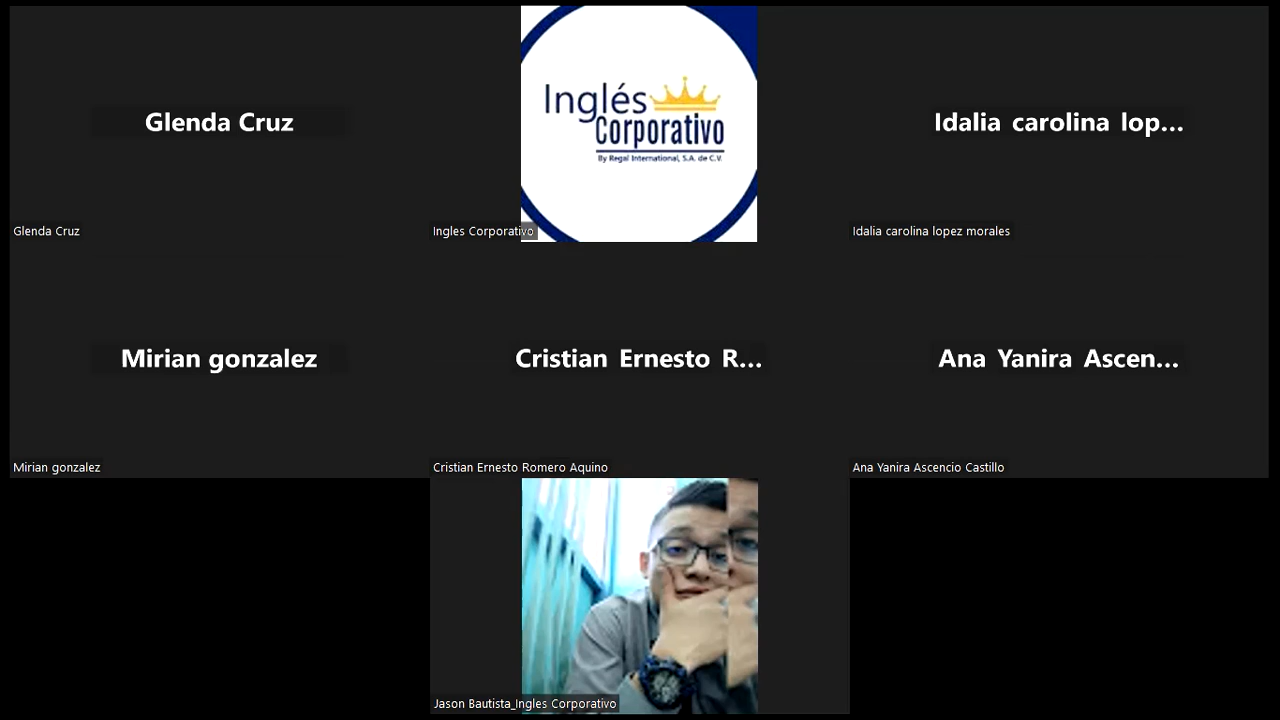 Glenda Cruz
Inglés
Corporativo
By Regal International, S.A. de C.V.
Idalia carolina lop...
Glenda Cruz
Ingles Corporativo
Idalia carolina lopez morales
Mirian gonzalez
Cristian Ernesto R...
Ana Yanira Ascen...
Mirian gonzalez
Cristian Ernesto Romero Aquino
Ana Yanira Ascencio Castillo
Jason Bautista_Ingles Corporativo